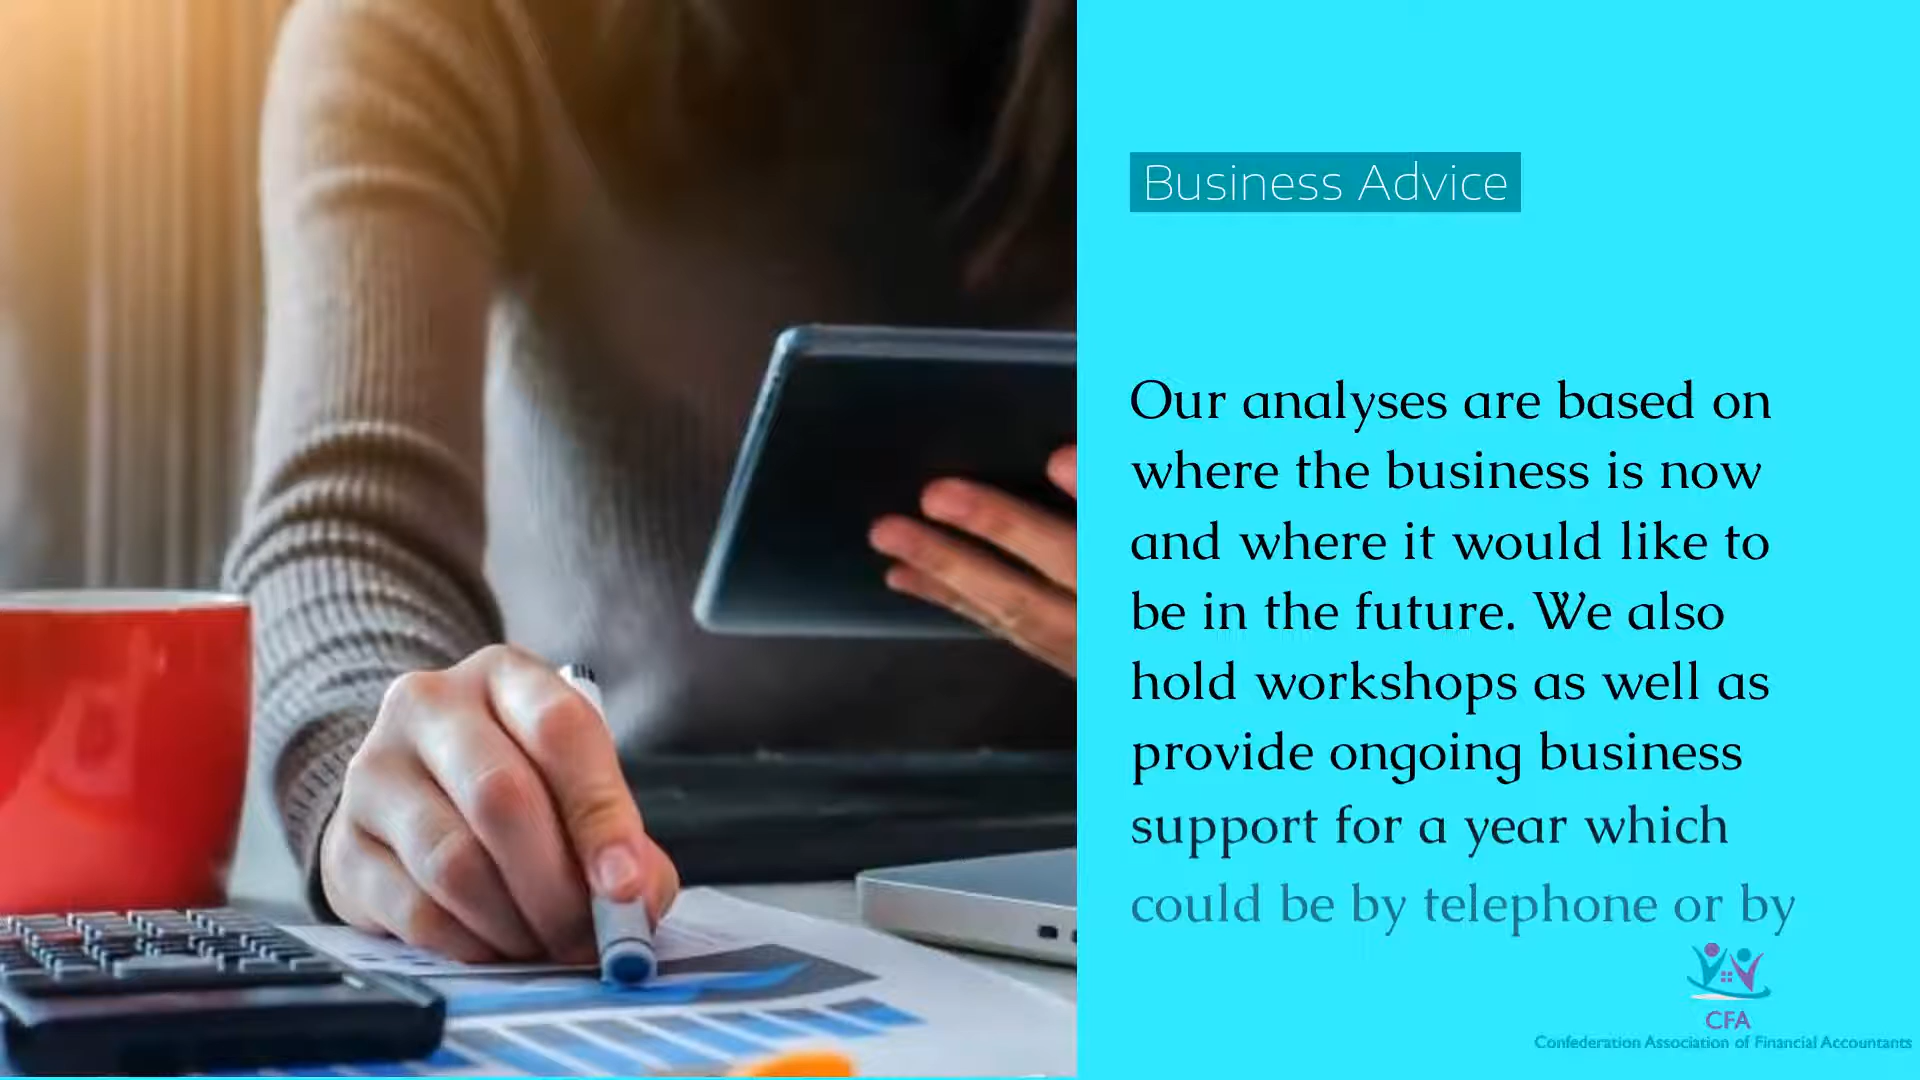 Business Advice
Our analyses are based on
where the business is now
and where it would like to
be in the future. We also
hold workshops as well as
provide ongoing business
support for a year which
could be by telephone or by
CFA
Confederation Association of Financial Accountants